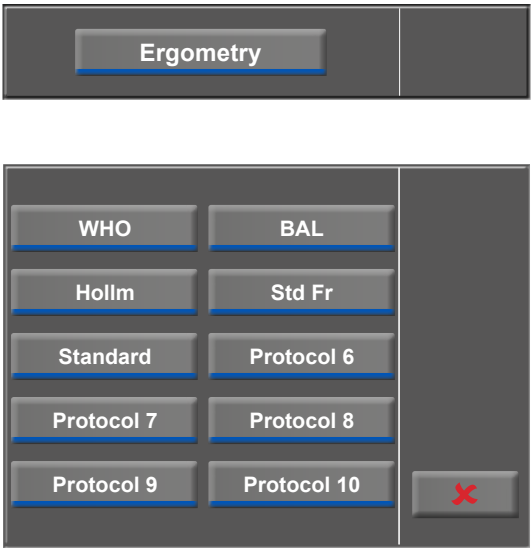 Ergometry
WHO BAL
Hollm Std Fr
Standard Protocol 6
Protocol 7 Protocol 8
Protocol 9 Protocol 10